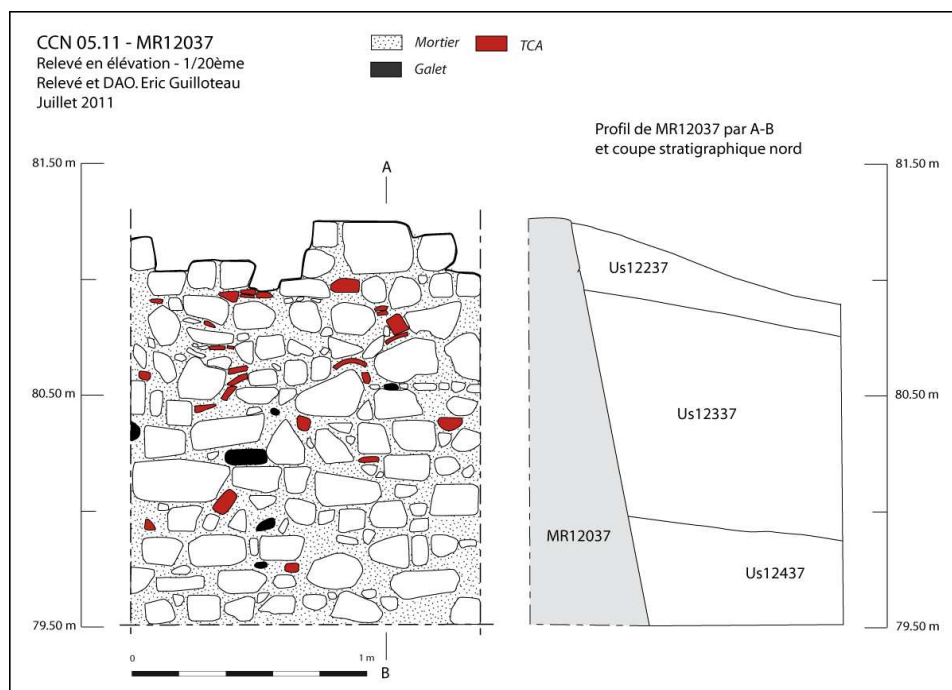 CCN 05.11 - MR12037
Relevé en élévation - 1/20ème
Relevé et DAO. Eric Guilloteau
Juillet 2011
Mortier
TCA
Galet
Profil de MR12037 par A-B
et coupe stratigraphique nord
81.50 m
A
81.50 m
Us12237
80.50 m
80.50 m
Us12337
MR12037
Us12437
79.50 m
79.50 m
0
1 m
B